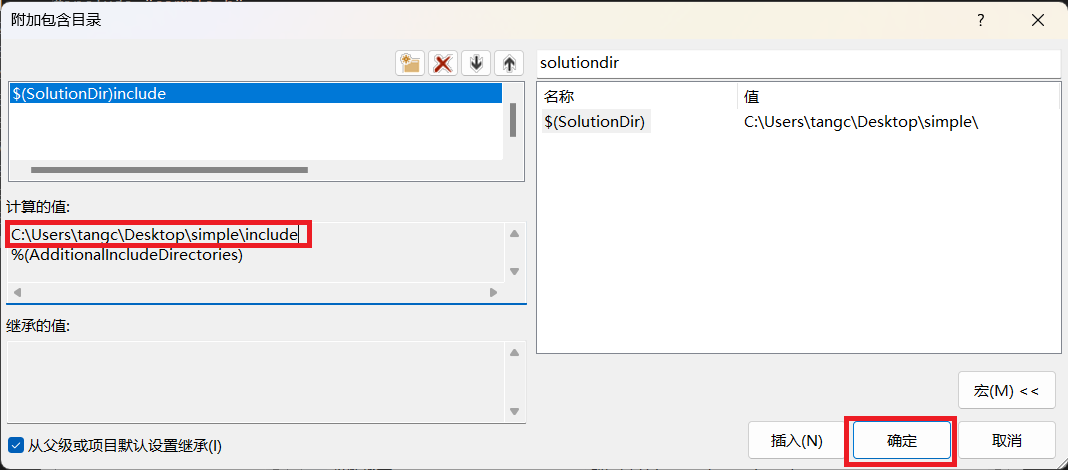 附加包含目录
?
$(SolutionDir)include
计算的值:
C:\Users\tangc\Desktop\simple\include
%(AdditionalIncludeDirectories)
继承的值:
从父级或项目默认设置继承(I)
solutiondir
名称 值
$(SolutionDir) C:\Users\tangc\Desktop\simple\
宏(M) <<
插入(N) 确定 取消